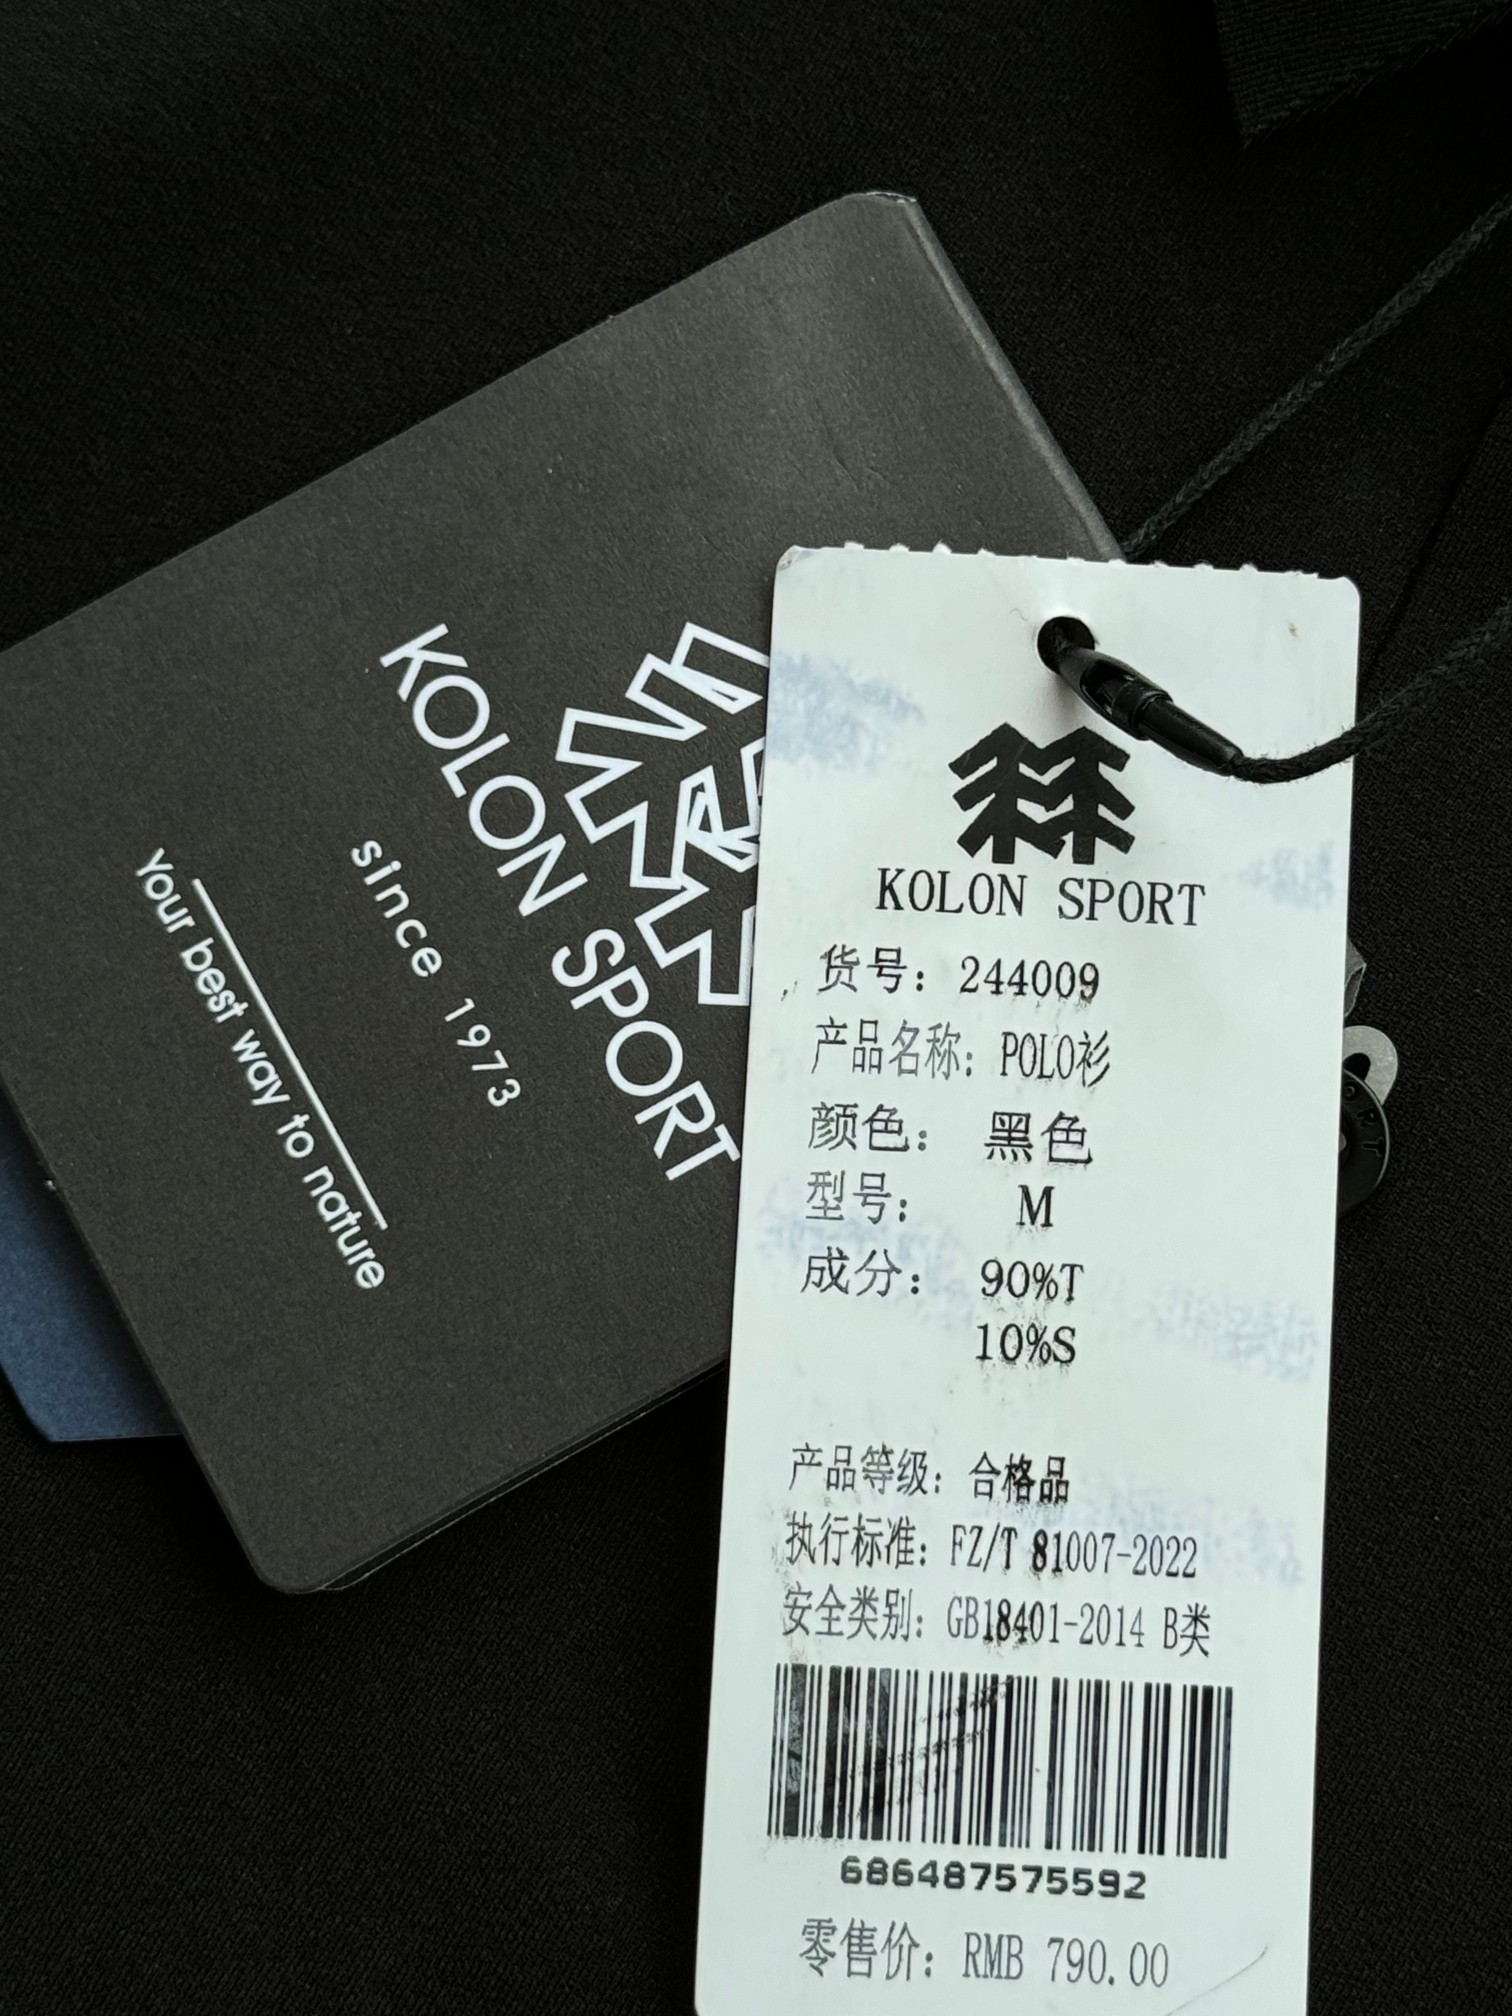 KOLON SPORT
since 1973
Your best way to nature
KOLON SPORT
货号: 244009
产品名称: POLO衫
颜色: 黑色
型号: M
成分: 90%T
10%S
产品等级: 合格品
执行标准: FZ/T 81007-2022
安全类别: GB18401-2014 B类
686487575592
零售价: RMB 790.00